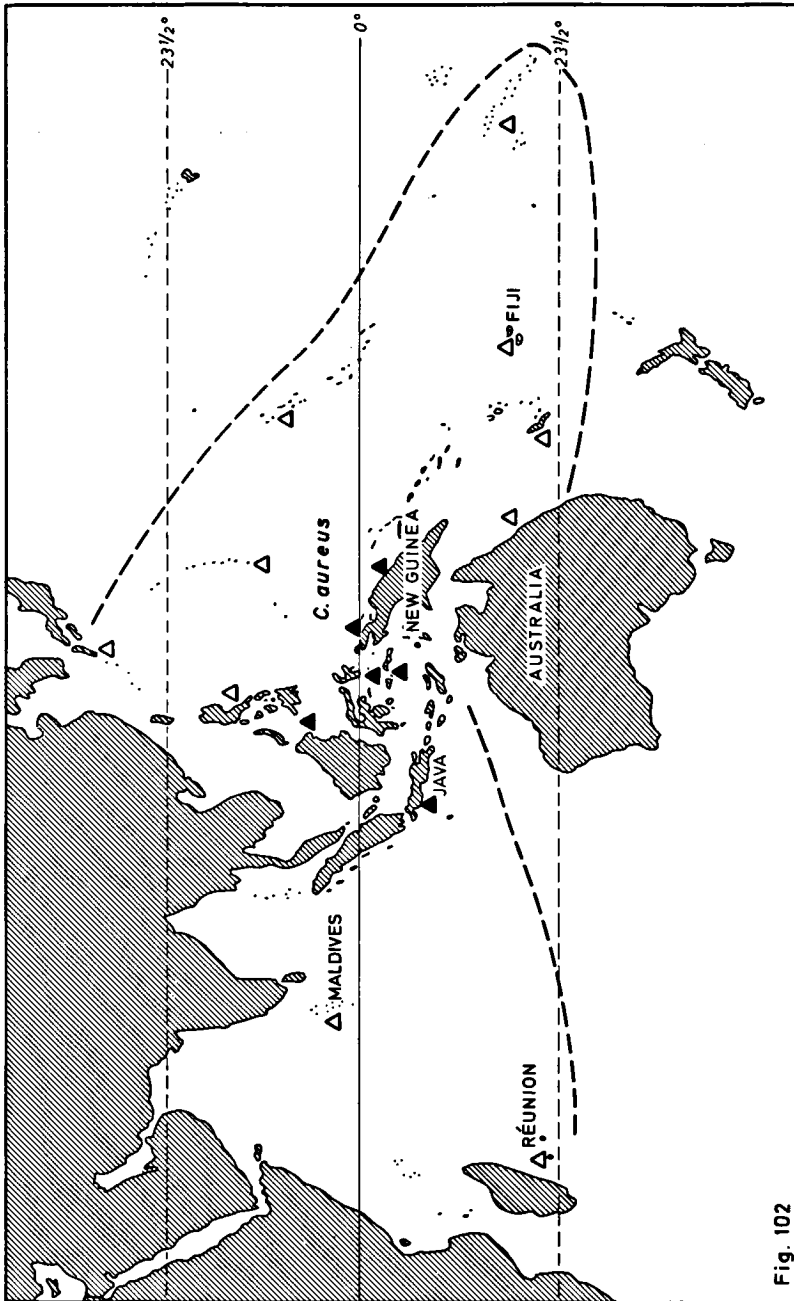 23½°
0°
23½°
C. aureus
NEW GUINEA
FIJI
AUSTRALIA
JAVA
MALDIVES
RÉUNION
Fig. 102